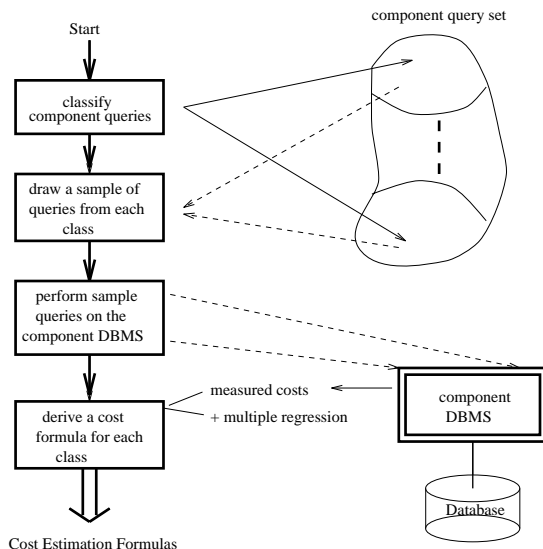 component query set
Start
classify
component queries
draw a sample of
queries from each
class
perform sample
queries on the
component DBMS
measured costs
+ multiple regression
derive a cost
formula for each
class
component
DBMS
Database
Cost Estimation Formulas